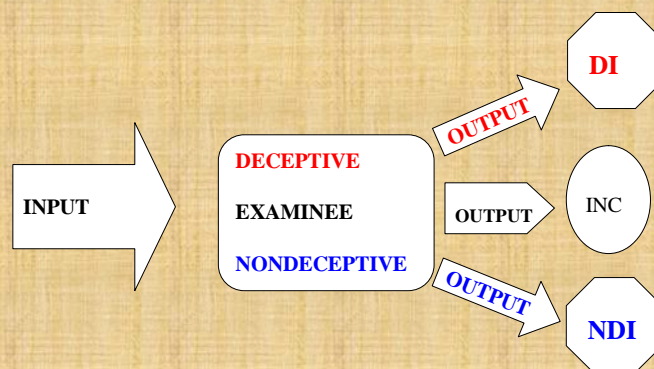 INPUT
DECEPTIVE
EXAMINEE
NONDECEPTIVE
OUTPUT
DI
OUTPUT
INC
OUTPUT
NDI